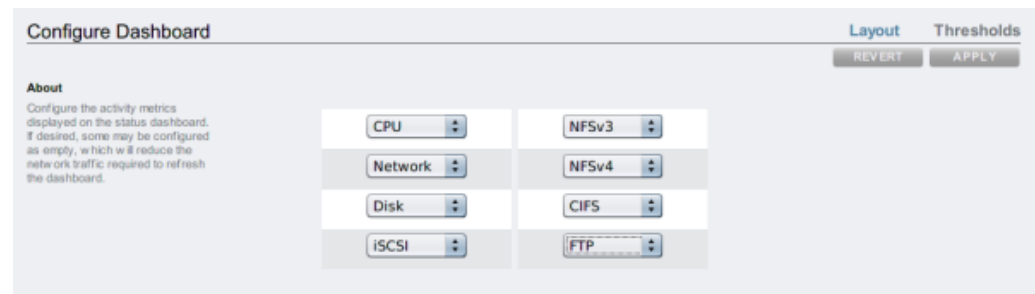 Configure Dashboard
Layout Thresholds
REVERT APPLY
About
Configure the activity metrics
displayed on the status dashboard.
If desired, some may be configured
as empty, which will reduce the
network traffic required to refresh
the dashboard.
CPU NFSv3
Network NFSv4
Disk CIFS
iSCSI FTP